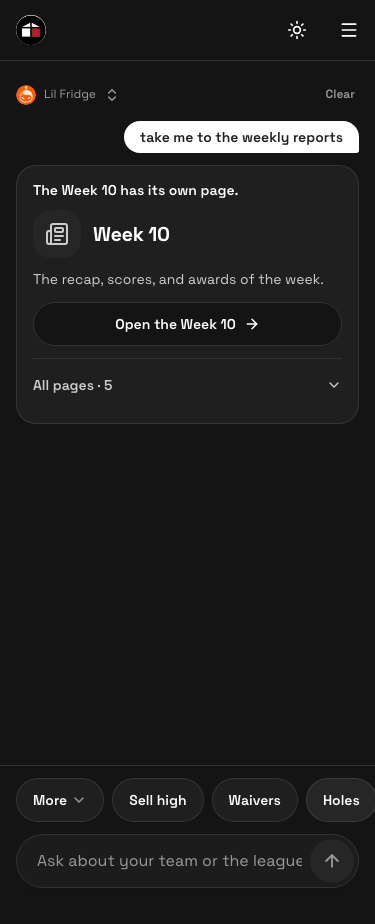 Lil Fridge
Clear
take me to the weekly reports
The Week 10 has its own page.
Week 10
The recap, scores, and awards of the week.
Open the Week 10
All pages · 5
More
Sell high
Waivers
Holes
Ask about your team or the league